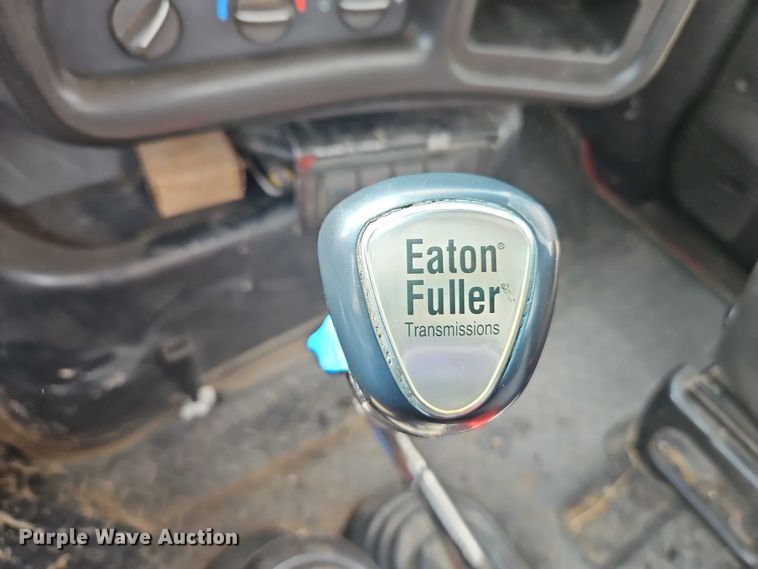 Eaton®
Fuller®
Transmissions
Purple Wave Auction